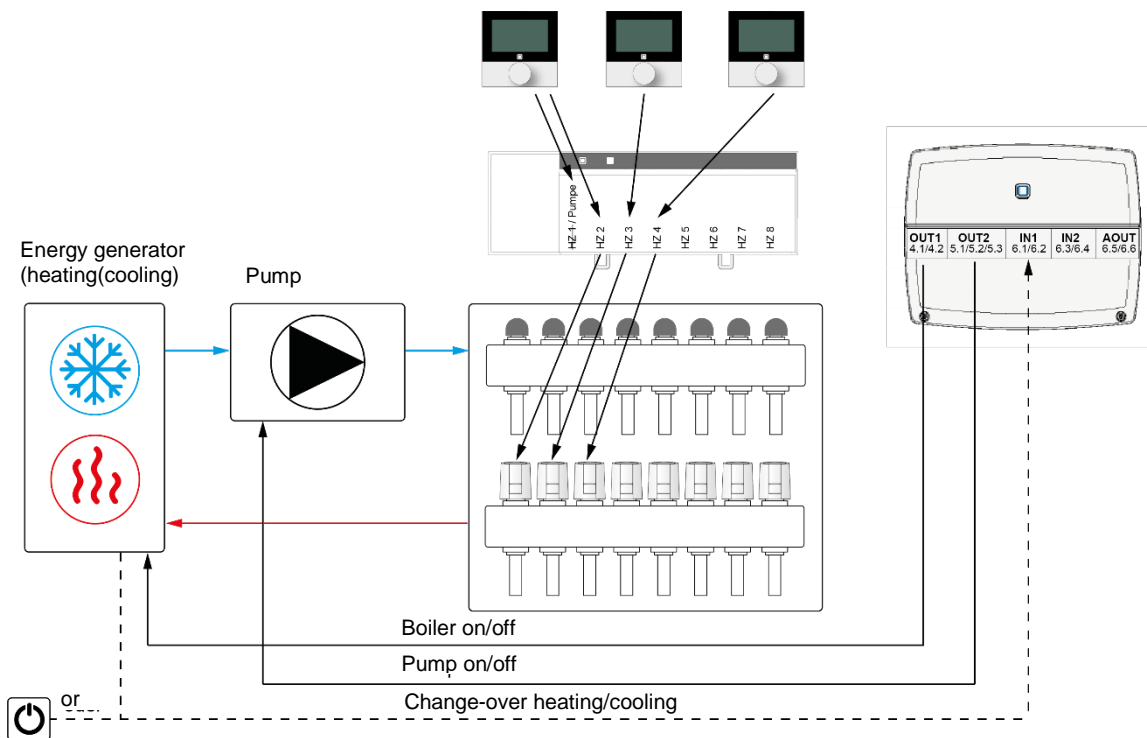 HZ 1 / Pumpe
HZ 2
HZ 3
HZ 4
HZ 5
HZ 6
HZ 7
HZ 8
OUT1
4.1/4.2
OUT2
5.1/5.2/5.3
IN1
6.1/6.2
IN2
6.3/6.4
AOUT
6.5/6.6
Energy generator
(heating(cooling)
Pump
Boiler on/off
Pump on/off
or
Change-over heating/cooling